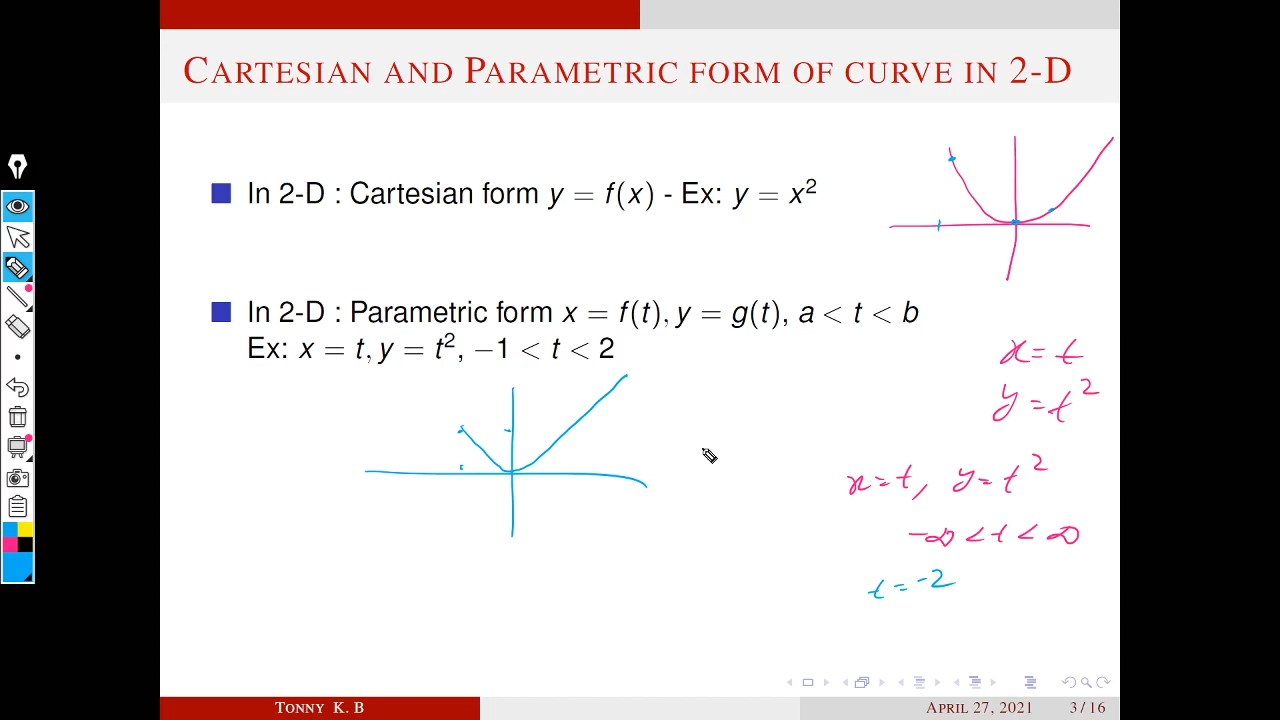 CARTESIAN AND PARAMETRIC FORM OF CURVE IN 2-D
In 2-D : Cartesian form y = f(x) - Ex: y = x²
In 2-D : Parametric form x = f(t), y = g(t), a < t < b
Ex: x = t, y = t², −1 < t < 2
x = t
y = t²
x = t, y = t²
-∞ < t < ∞
t = -2
TONNY K. B
APRIL 27, 2021
3 / 16